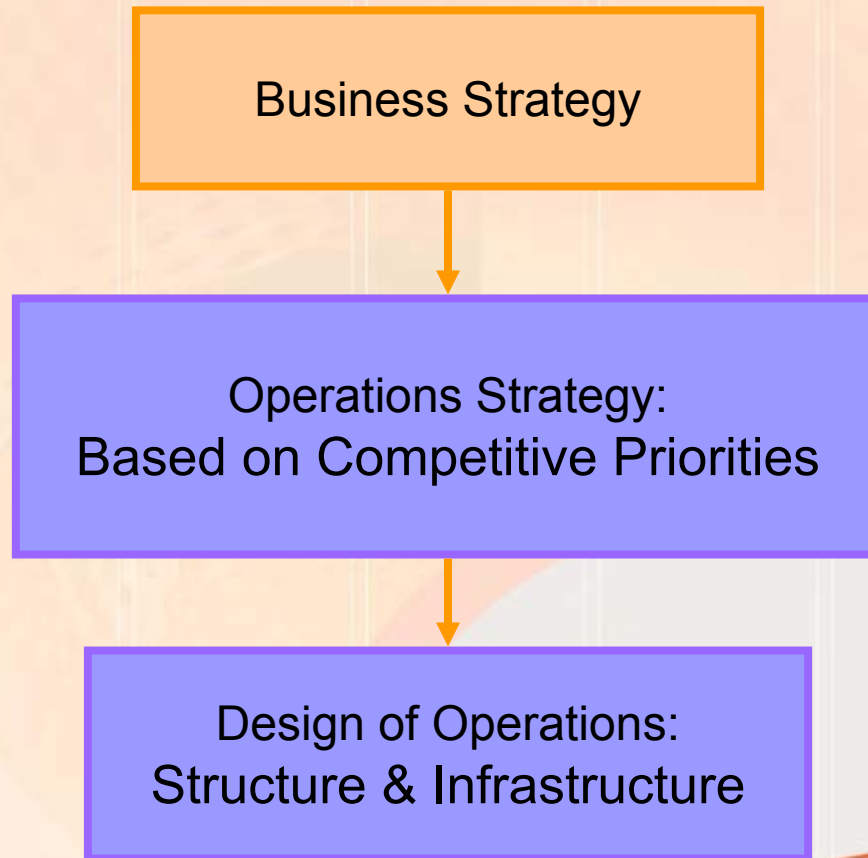 Business Strategy
Operations Strategy:
Based on Competitive Priorities
Design of Operations:
Structure & Infrastructure